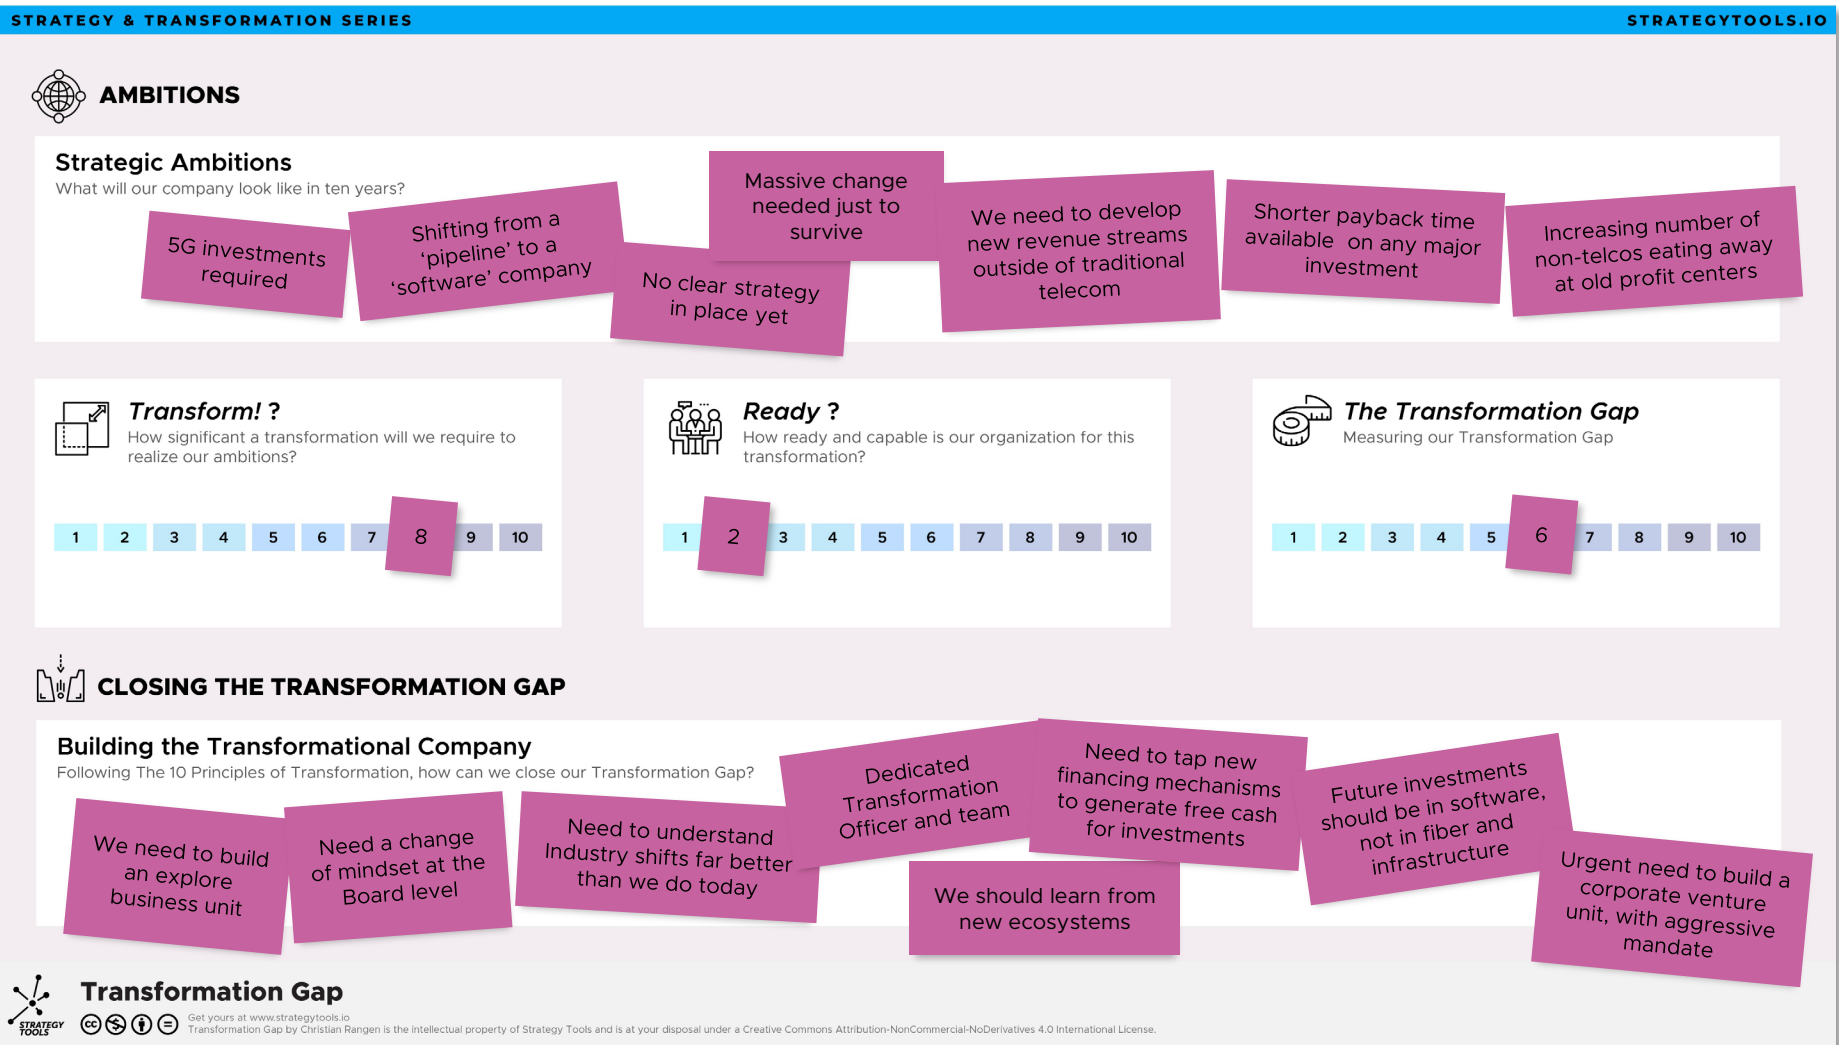 STRATEGY & TRANSFORMATION SERIES
STRATEGYTOOLS.IO
AMBITIONS
Strategic Ambitions
What will our company look like in ten years?
5G investments
required
Shifting from a
‘pipeline’ to a
‘software’ company
No clear strategy
in place yet
Massive change
needed just to
survive
We need to develop
new revenue streams
outside of traditional
telecom
Shorter payback time
available on any major
investment
Increasing number of
non-telcos eating away
at old profit centers
Transform! ?
How significant a transformation will we require to
realize our ambitions?
1 2 3 4 5 6 7 8 9 10
Ready ?
How ready and capable is our organization for this
transformation?
1 2 3 4 5 6 7 8 9 10
The Transformation Gap
Measuring our Transformation Gap
1 2 3 4 5 6 7 8 9 10
CLOSING THE TRANSFORMATION GAP
Building the Transformational Company
Following The 10 Principles of Transformation, how can we close our Transformation Gap?
We need to build
an explore
business unit
Need a change
of mindset at the
Board level
Need to understand
Industry shifts far better
than we do today
Dedicated
Transformation
Officer and team
We should learn from
new ecosystems
Need to tap new
financing mechanisms
to generate free cash
for investments
Future investments
should be in software,
not in fiber and
infrastructure
Urgent need to build a
corporate venture
unit, with aggressive
mandate
STRATEGY
TOOLS
Transformation Gap
cc
Get yours at www.strategytools.io
Transformation Gap by Christian Rangen is the intellectual property of Strategy Tools and is at your disposal under a Creative Commons Attribution-NonCommercial-NoDerivatives 4.0 International License.